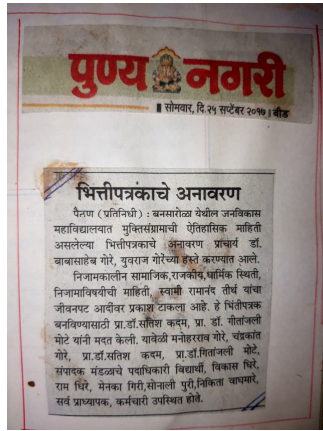 पुण्य नगरी
सोमवार, दि.२५ सप्टेंबर २०१७ | बीड
भित्तीपत्रकाचे अनावरण
पैठण (प्रतिनिधी) : बनसारोळा येथील जनविकास
महाविद्यालयात मुक्तिसंग्रामाची ऐतिहासिक माहिती
असलेल्या भित्तीपत्रकाचे अनावरण प्राचार्य डॉ.
बाबासाहेब गोरे, युवराज गोरेंच्या हस्ते करण्यात आले.
निजामकालीन सामाजिक,राजकीय,धार्मिक स्थिती,
निजामाविषयीची माहिती, स्वामी रामानंद तीर्थ यांचा
जीवनपट आदींवर प्रकाश टाकला आहे. हे भिंतीपत्रक
बनविण्यासाठी प्रा.डॉ.सतिश कदम, प्रा. डॉ. गीतांजली
मोटे यांनी मदत केली. यावेळी मनोहरराव गोरे, चंद्रकांत
गोरे, प्रा.डॉ.सतिश कदम, प्रा.डॉ.गितांजली मोटे,
संपादक मंडळाचे पदाधिकारी विद्यार्थी, विकास धिरे,
राम धिरे, मेनका गिरी,सोनाली पुरी,निकिता वाघमारे,
सर्व प्राध्यापक, कर्मचारी उपस्थित होते.